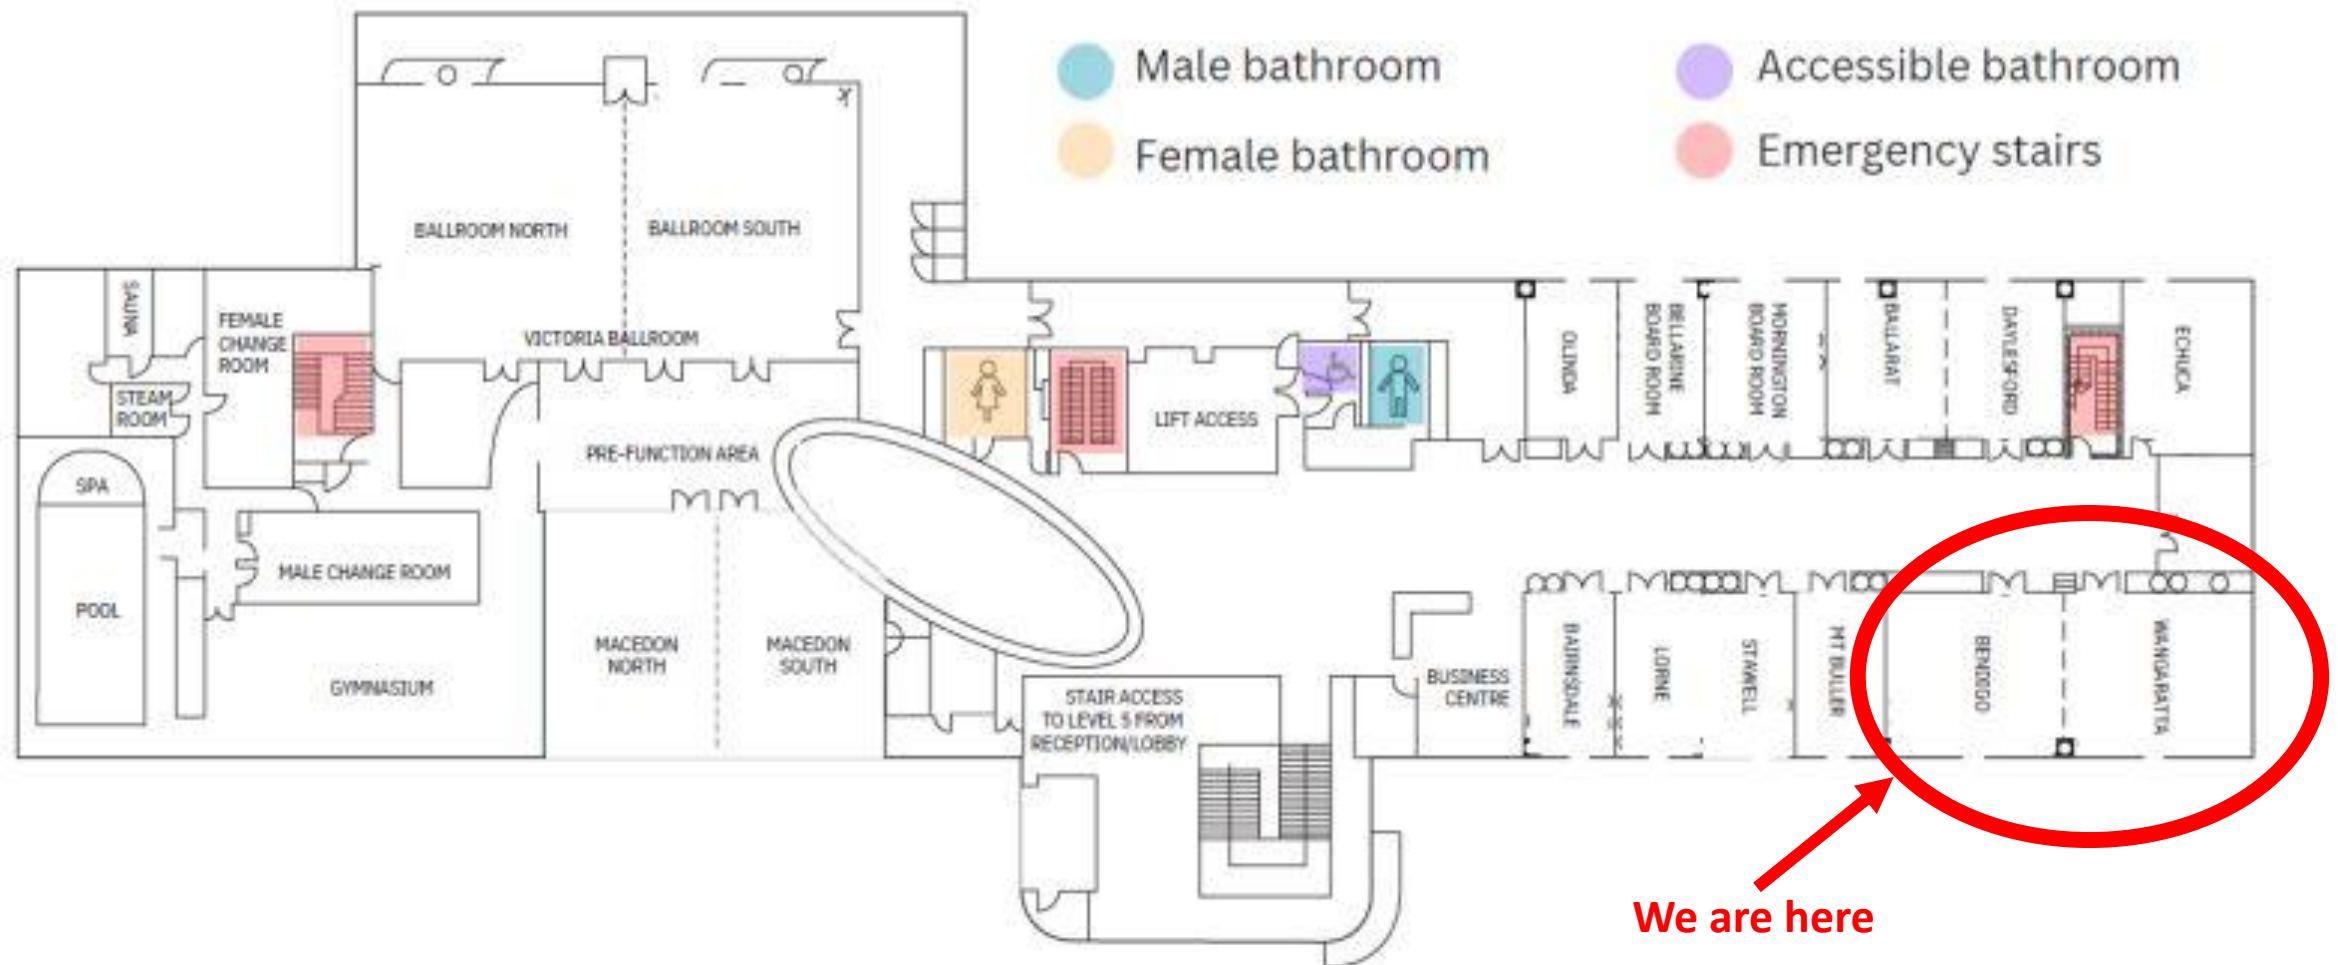 Male bathroom
Accessible bathroom
Female bathroom
Emergency stairs
BALLROOM NORTH
BALLROOM SOUTH
VICTORIA BALLROOM
SAUNA
FEMALE
CHANGE
ROOM
STEAM
ROOM
SPA
POOL
MALE CHANGE ROOM
GYMNASIUM
PRE-FUNCTION AREA
MACEDON
NORTH
MACEDON
SOUTH
LIFT ACCESS
OLINDA
BELLARINE
BOARD ROOM
MORNINGTON
BOARD ROOM
BALLARAT
DAYLESFORD
ECHUCA
STAIR ACCESS
TO LEVEL 5 FROM
RECEPTION/LOBBY
BUSINESS
CENTRE
BAIRNSDALE
LORNE
STAWELL
MT BULLER
BENDIGO
WANGARATTA
We are here